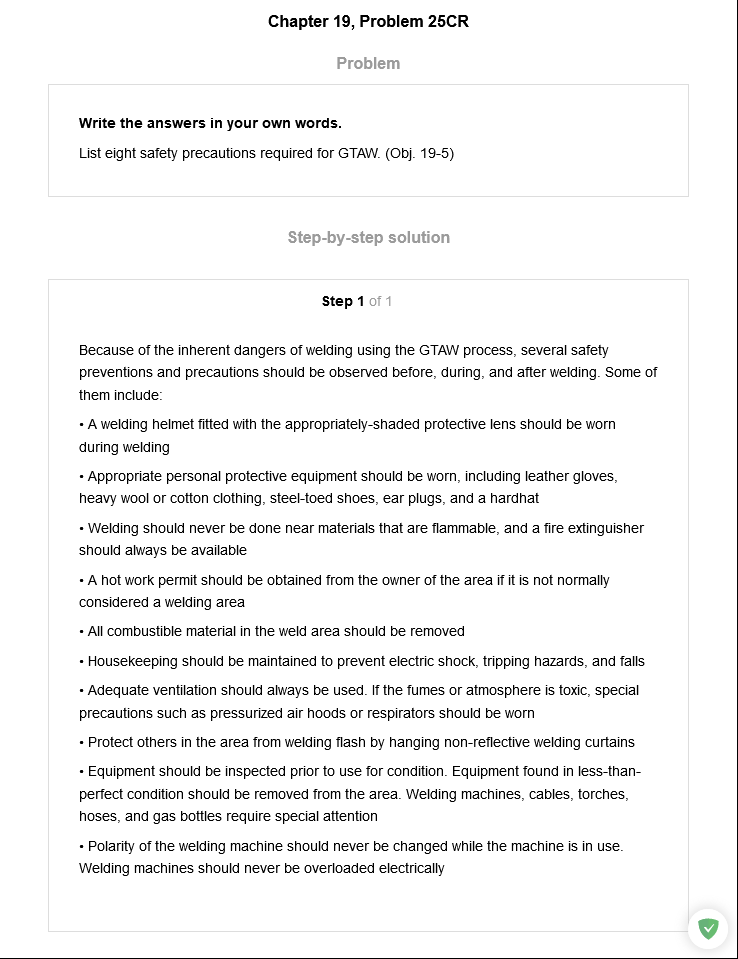 Chapter 19, Problem 25CR
Problem
Write the answers in your own words.
List eight safety precautions required for GTAW. (Obj. 19-5)
Step-by-step solution
Step 1 of 1
Because of the inherent dangers of welding using the GTAW process, several safety
preventions and precautions should be observed before, during, and after welding. Some of
them include:
• A welding helmet fitted with the appropriately-shaded protective lens should be worn
during welding
• Appropriate personal protective equipment should be worn, including leather gloves,
heavy wool or cotton clothing, steel-toed shoes, ear plugs, and a hardhat
• Welding should never be done near materials that are flammable, and a fire extinguisher
should always be available
• A hot work permit should be obtained from the owner of the area if it is not normally
considered a welding area
• All combustible material in the weld area should be removed
• Housekeeping should be maintained to prevent electric shock, tripping hazards, and falls
• Adequate ventilation should always be used. If the fumes or atmosphere is toxic, special
precautions such as pressurized air hoods or respirators should be worn
• Protect others in the area from welding flash by hanging non-reflective welding curtains
• Equipment should be inspected prior to use for condition. Equipment found in less-than-
perfect condition should be removed from the area. Welding machines, cables, torches,
hoses, and gas bottles require special attention
• Polarity of the welding machine should never be changed while the machine is in use.
Welding machines should never be overloaded electrically